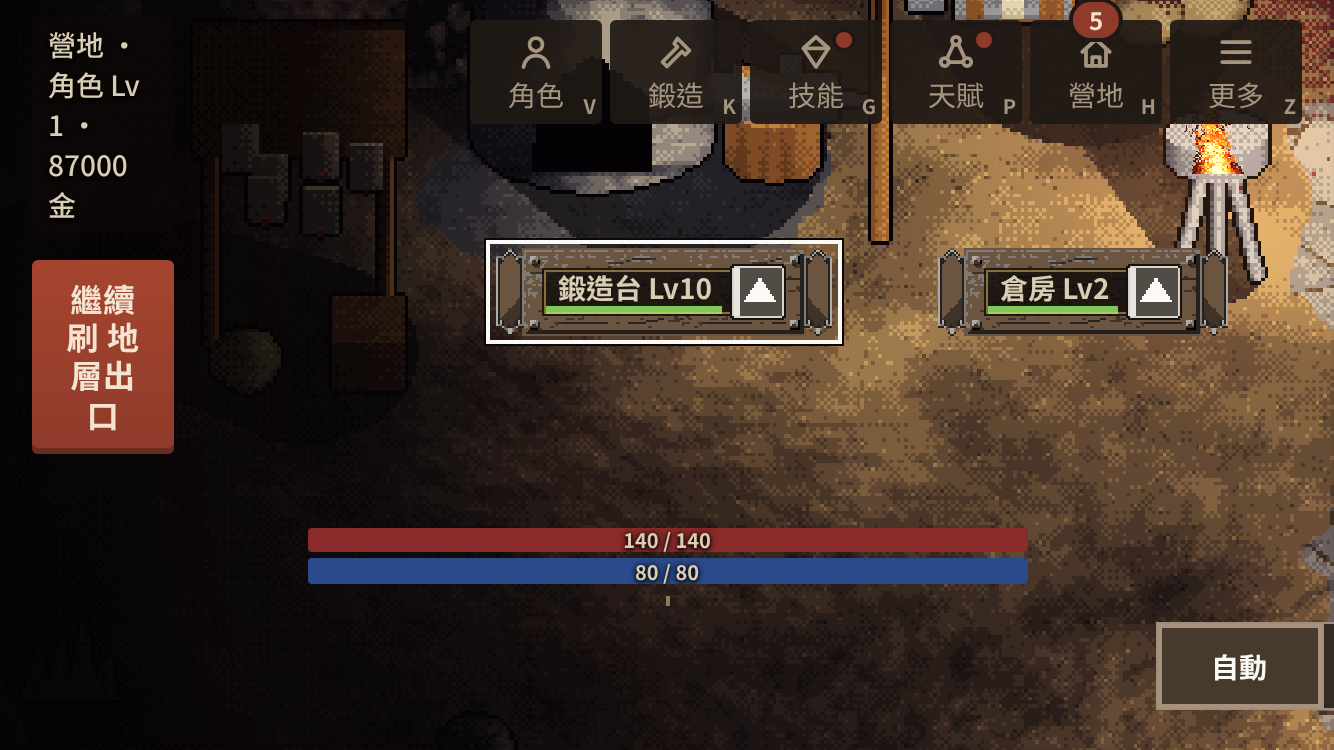 營地 ·
角色 Lv
1 ·
87000
金
角色 V
鍛造 K
技能 G
天賦 P
5
營地 H
更多 Z
繼續
刷 地
層出
口
鍛造台 Lv10
倉房 Lv2
140 / 140
80 / 80
自動